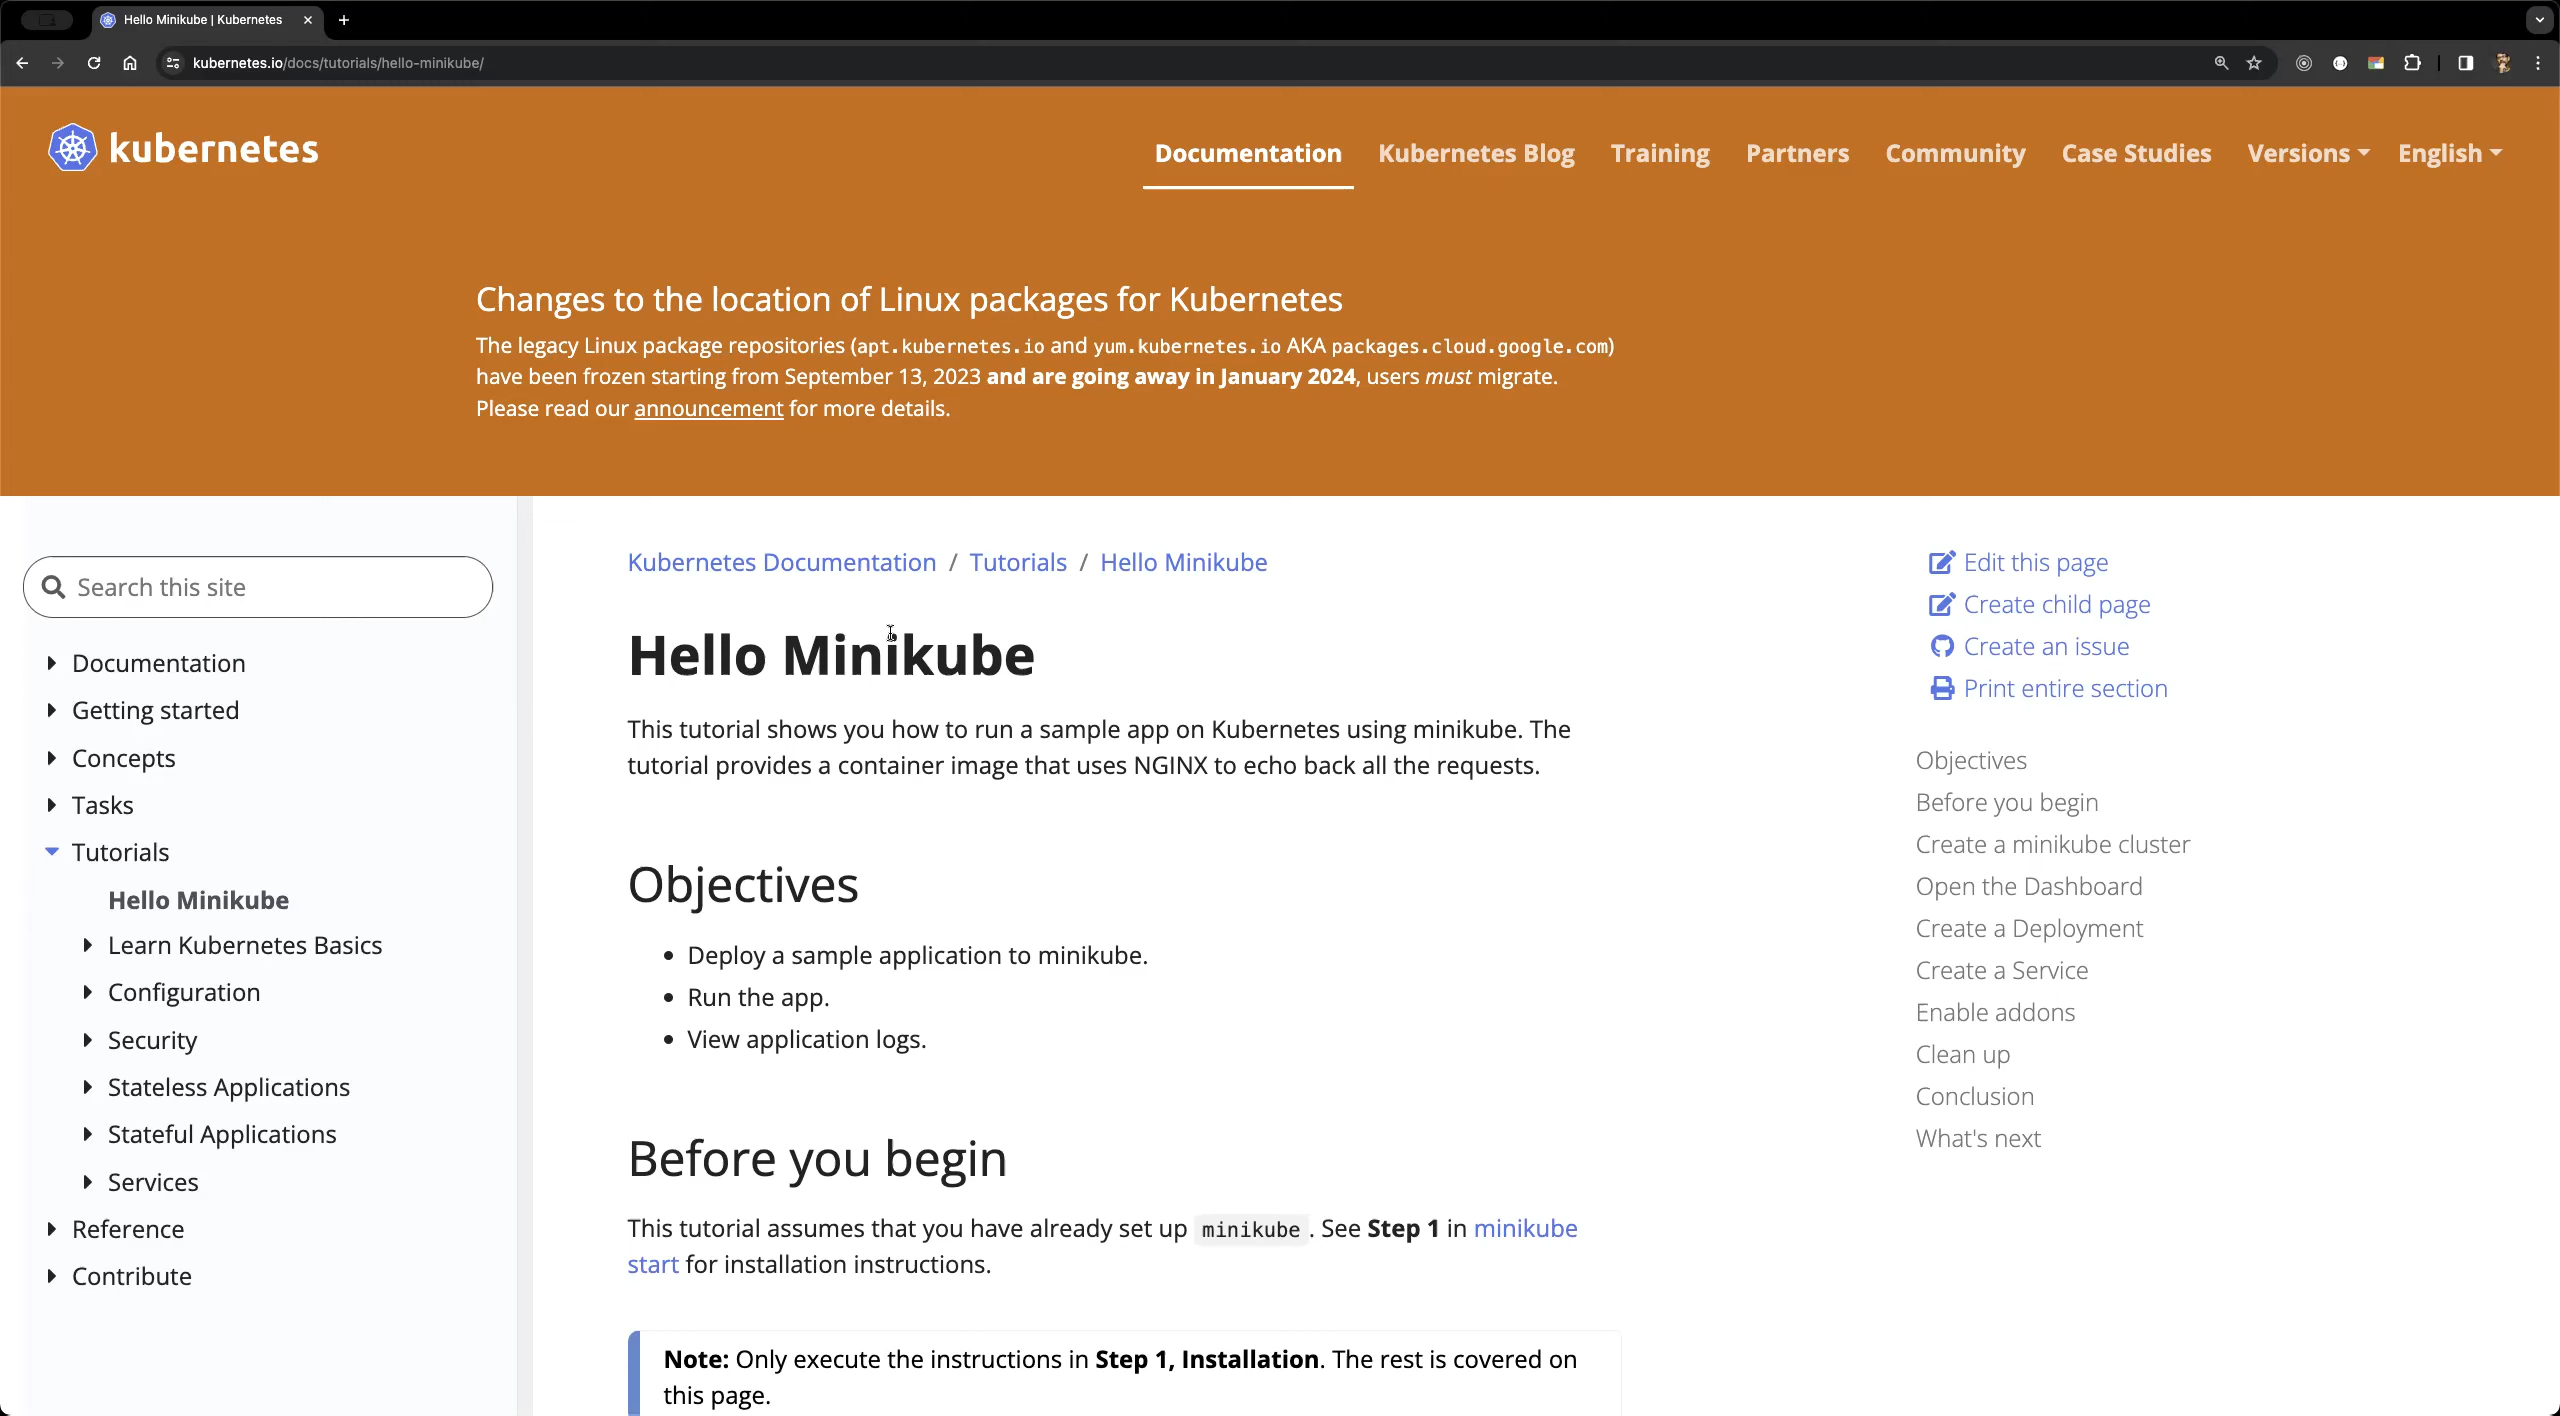 Hello Minikube | Kubernetes
kubernetes.io/docs/tutorials/hello-minikube/
kubernetes
Documentation
Kubernetes Blog
Training
Partners
Community
Case Studies
Versions
English
Changes to the location of Linux packages for Kubernetes
The legacy Linux package repositories (apt.kubernetes.io and yum.kubernetes.io AKA packages.cloud.google.com)
have been frozen starting from September 13, 2023 and are going away in January 2024, users must migrate.
Please read our announcement for more details.
Search this site
Documentation
Getting started
Concepts
Tasks
Tutorials
Hello Minikube
Learn Kubernetes Basics
Configuration
Security
Stateless Applications
Stateful Applications
Services
Reference
Contribute
Kubernetes Documentation / Tutorials / Hello Minikube
Hello Minikube
This tutorial shows you how to run a sample app on Kubernetes using minikube. The
tutorial provides a container image that uses NGINX to echo back all the requests.
Objectives
Deploy a sample application to minikube.
Run the app.
View application logs.
Before you begin
This tutorial assumes that you have already set up minikube. See Step 1 in minikube
start for installation instructions.
Note: Only execute the instructions in Step 1, Installation. The rest is covered on
this page.
Edit this page
Create child page
Create an issue
Print entire section
Objectives
Before you begin
Create a minikube cluster
Open the Dashboard
Create a Deployment
Create a Service
Enable addons
Clean up
Conclusion
What's next